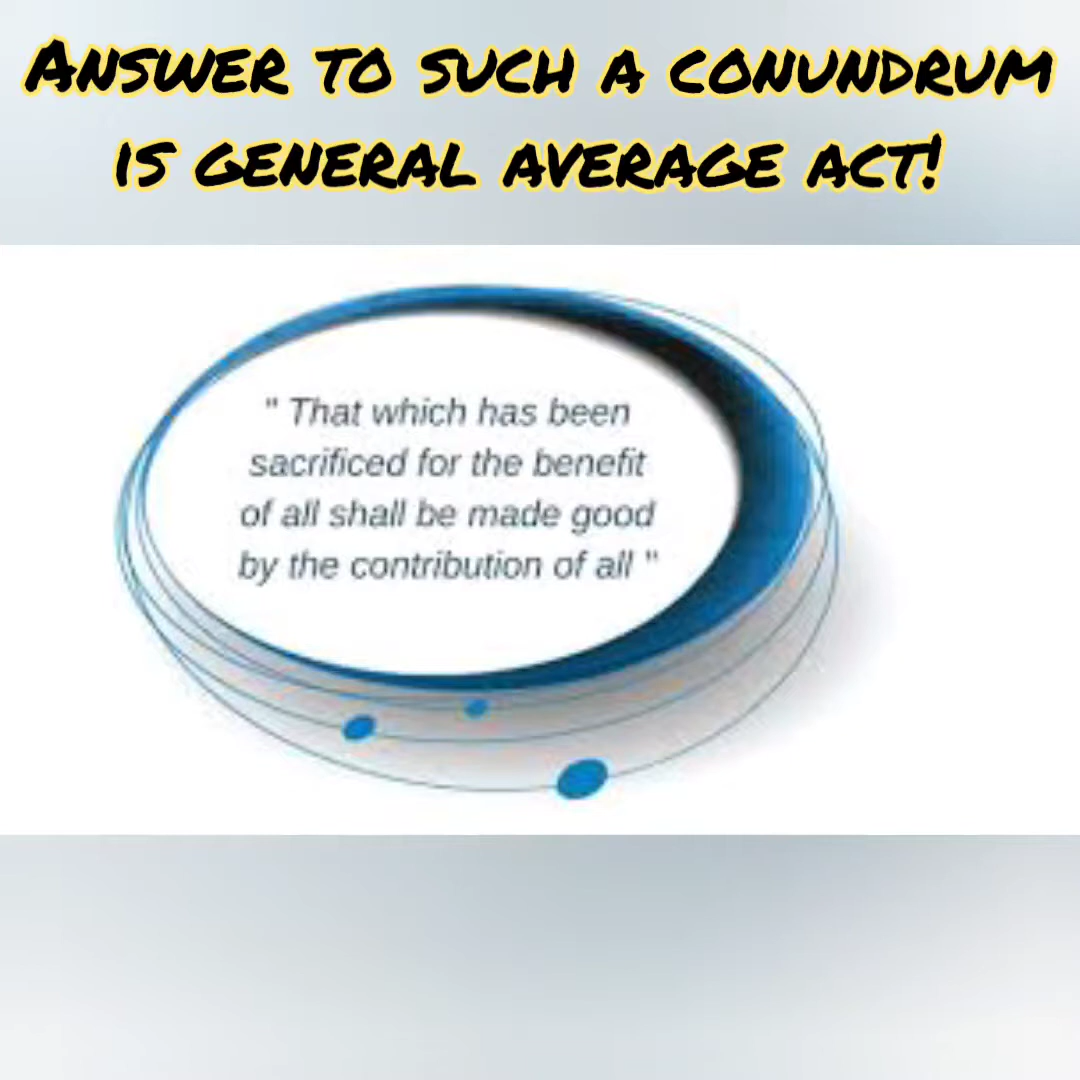 ANSWER TO SUCH A CONUNDRUM
IS GENERAL AVERAGE ACT!
" That which has been
sacrificed for the benefit
of all shall be made good
by the contribution of all "